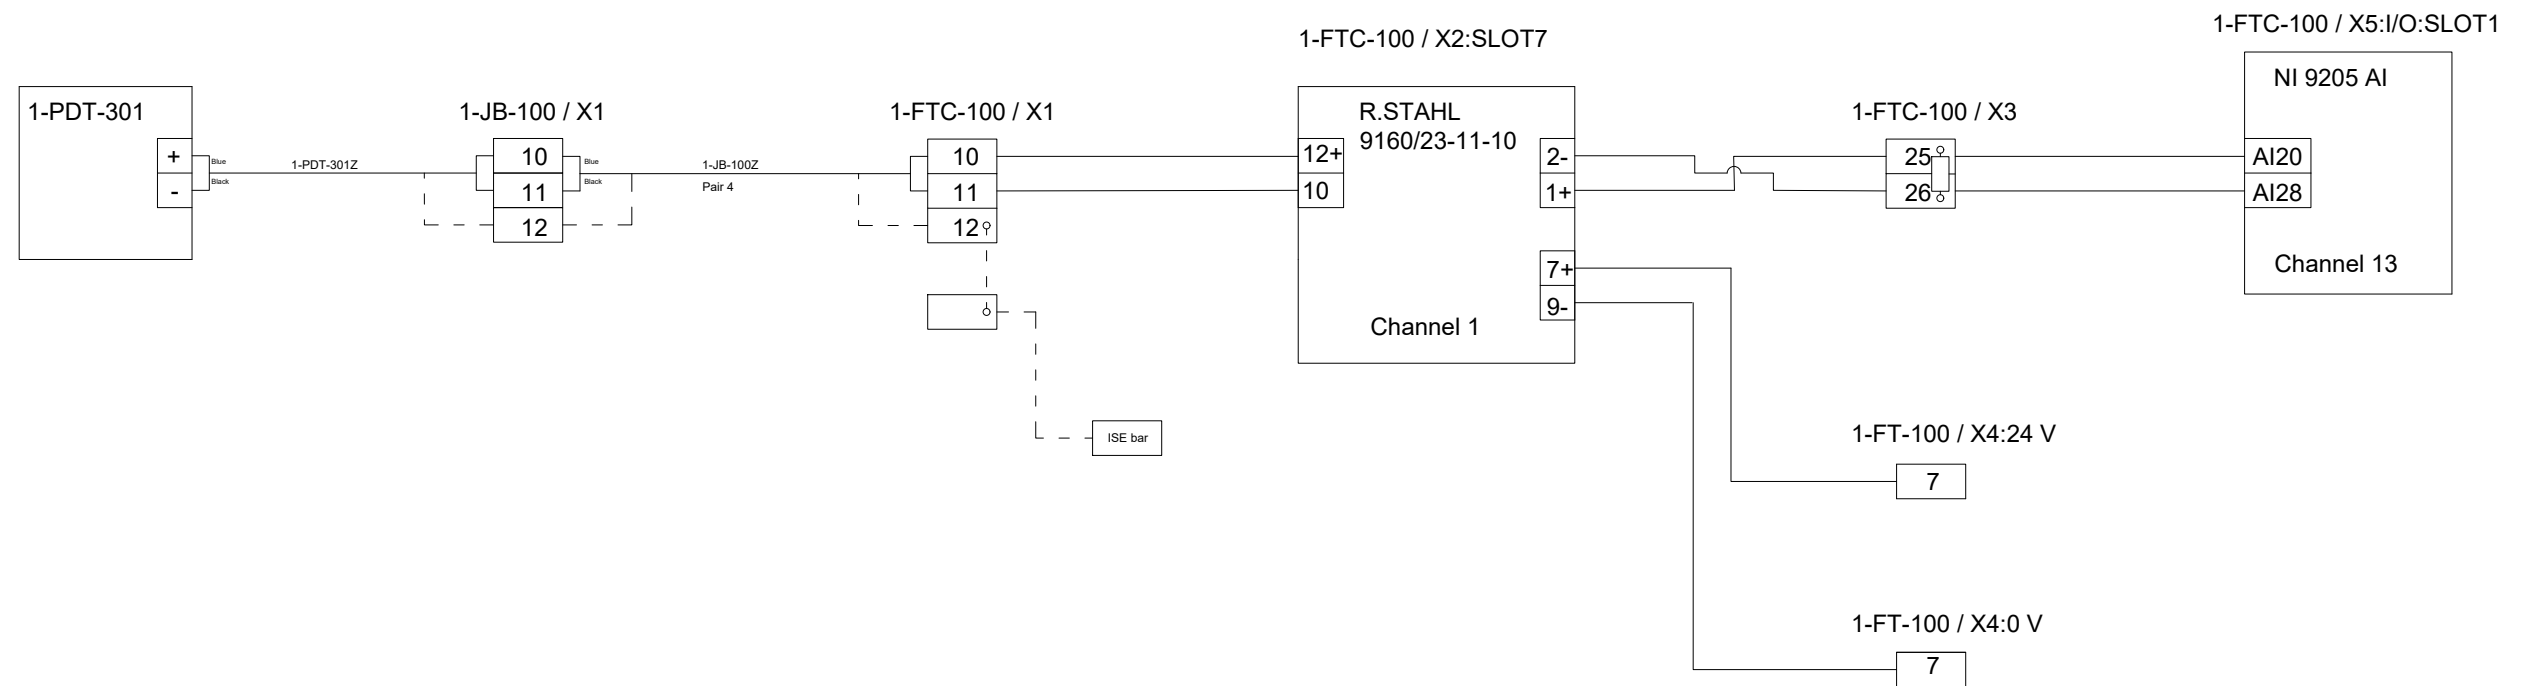 1-PDT-301
+
-
Blue
Black
1-PDT-301Z
1-JB-100 / X1
10
11
12
Blue
Black
1-JB-100Z
Pair 4
1-FTC-100 / X1
10
11
12
ISE bar
1-FTC-100 / X2:SLOT7
R.STAHL
9160/23-11-10
12+
10
2-
1+
7+
9-
Channel 1
1-FTC-100 / X3
25
26
1-FTC-100 / X5:I/O:SLOT1
NI 9205 AI
AI20
AI28
Channel 13
1-FT-100 / X4:24 V
7
1-FT-100 / X4:0 V
7